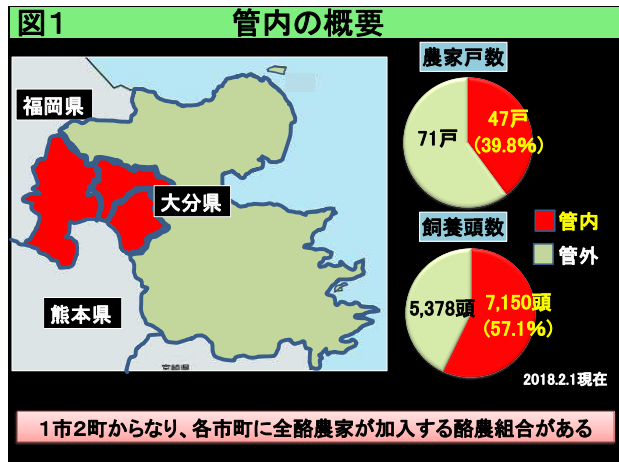 図1
管内の概要
福岡県
大分県
熊本県
農家戸数
71戸
47戸
(39.8%)
飼養頭数
管内
管外
5,378頭
7,150頭
(57.1%)
2018.2.1現在
1市2町からなり、各市町に全酪農家が加入する酪農組合がある